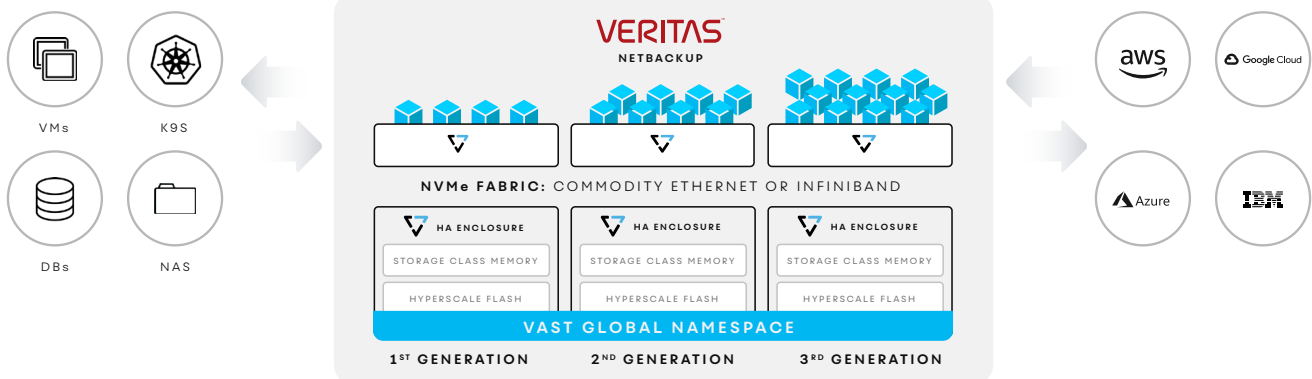 VMs
K9S
DBs
NAS
VERITAS
NETBACKUP
NVMe FABRIC: COMMODITY ETHERNET OR INFINIBAND
HA ENCLOSURE
HA ENCLOSURE
HA ENCLOSURE
STORAGE CLASS MEMORY
STORAGE CLASS MEMORY
STORAGE CLASS MEMORY
HYPERSCALE FLASH
HYPERSCALE FLASH
HYPERSCALE FLASH
VAST GLOBAL NAMESPACE
1ST GENERATION
2ND GENERATION
3RD GENERATION
aws
Google Cloud
Azure
IBM